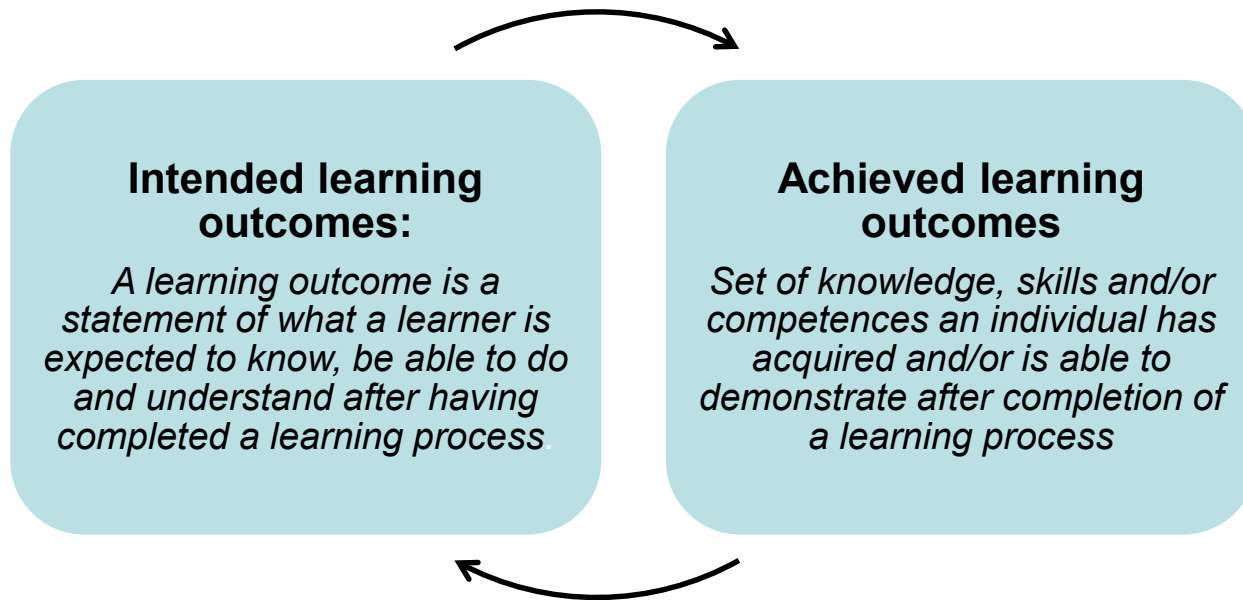 Intended learning
outcomes:
A learning outcome is a
statement of what a learner is
expected to know, be able to do
and understand after having
completed a learning process.
Achieved learning
outcomes
Set of knowledge, skills and/or
competences an individual has
acquired and/or is able to
demonstrate after completion of
a learning process